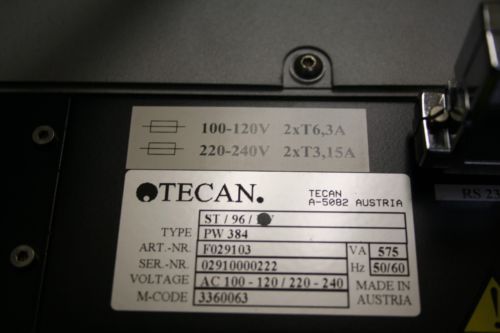 100-120V 2xT6,3A
220-240V 2xT3,15A
TECAN.
TECAN
A-5082 AUSTRIA
ST / 96 /
TYPE PW 384
ART.-NR. F029103 VA 575
SER.-NR. 02910000222 Hz 50/60
VOLTAGE AC 100 - 120 / 220 - 240 MADE IN
M-CODE 3360063 AUSTRIA
RS 23